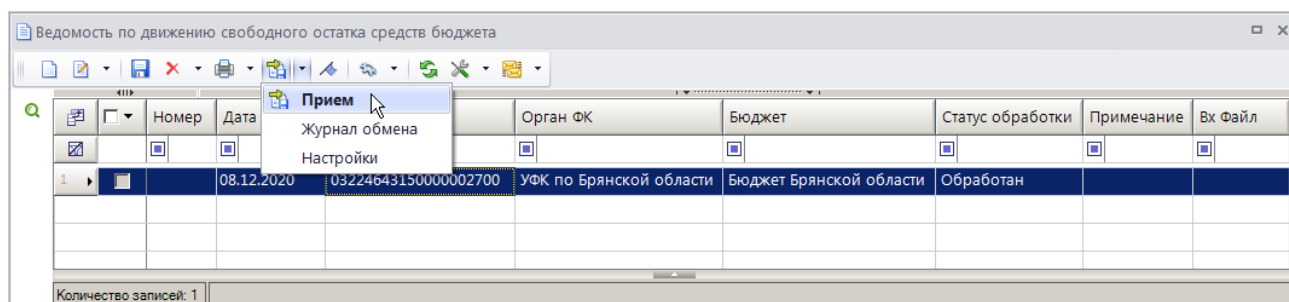 Ведомость по движению свободного остатка средств бюджета
Прием
Журнал обмена
Настройки
Номер Дата Орган ФК Бюджет Статус обработки Примечание Вх Файл
1 08.12.2020 03224643150000002700 УФК по Брянской области Бюджет Брянской области Обработан
Количество записей: 1